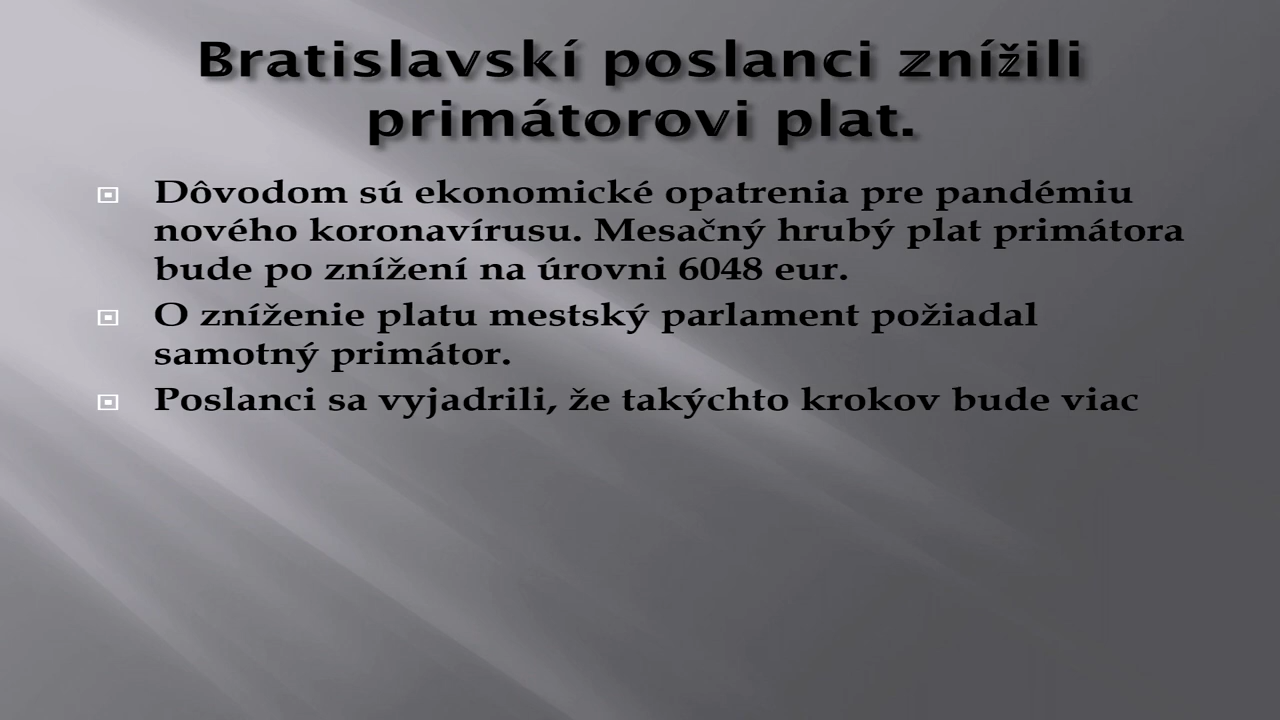 Bratislavskí poslanci znížili
primátorovi plat.
Dôvodom sú ekonomické opatrenia pre pandémiu
nového koronavírusu. Mesačný hrubý plat primátora
bude po znížení na úrovni 6048 eur.
O zníženie platu mestský parlament požiadal
samotný primátor.
Poslanci sa vyjadrili, že takýchto krokov bude viac